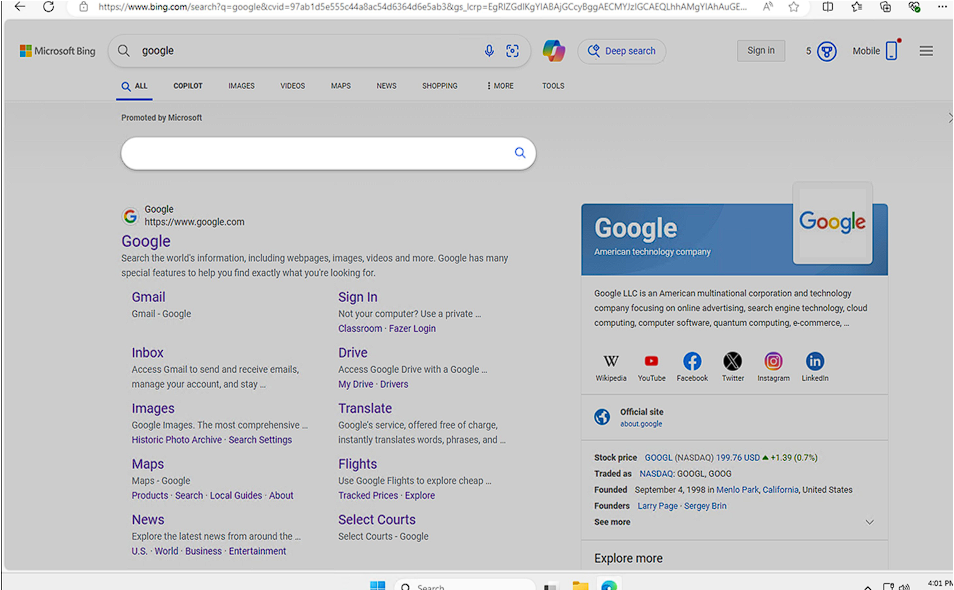 https://www.bing.com/search?q=google&cvid=97ab1d5e555c44a8ac54d6364d6e5ab3&gs_lcrp=EgRlZGdlKgYIABAjGCcyBggAECMYJzIGCAEQLhhAMgYIAhAuGE...
Microsoft Bing
google
Deep search
Sign in
5
Mobile
ALL
COPILOT
IMAGES
VIDEOS
MAPS
NEWS
SHOPPING
MORE
TOOLS
Promoted by Microsoft
Google
https://www.google.com
Google
Search the world's information, including webpages, images, videos and more. Google has many
special features to help you find exactly what you're looking for.
Gmail
Gmail - Google
Sign In
Not your computer? Use a private ...
Classroom · Fazer Login
Inbox
Access Gmail to send and receive emails,
manage your account, and stay ...
Drive
Access Google Drive with a Google ...
My Drive · Drivers
Images
Google Images. The most comprehensive ...
Historic Photo Archive · Search Settings
Translate
Google's service, offered free of charge,
instantly translates words, phrases, and ...
Maps
Maps - Google
Products · Search · Local Guides · About
Flights
Use Google Flights to explore cheap ...
Tracked Prices · Explore
News
Explore the latest news from around the ...
U.S. · World · Business · Entertainment
Select Courts
Select Courts - Google
Google
American technology company
Google
Google LLC is an American multinational corporation and technology
company focusing on online advertising, search engine technology, cloud
computing, computer software, quantum computing, e-commerce, ...
Wikipedia
YouTube
Facebook
Twitter
Instagram
LinkedIn
Official site
about.google
Stock price GOOGL (NASDAQ) 199.76 USD ▲ +1.39 (0.7%)
Traded as NASDAQ: GOOGL, GOOG
Founded September 4, 1998 in Menlo Park, California, United States
Founders Larry Page · Sergey Brin
See more
Explore more
Search
4:01 PM